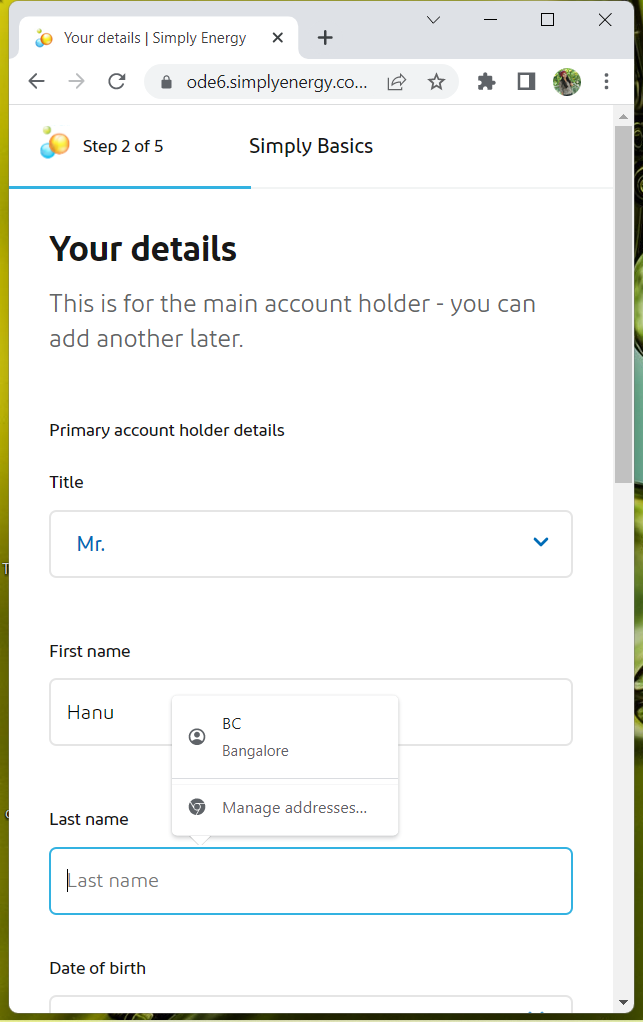 Your details | Simply Energy
ode6.simplyenergy.co...
Step 2 of 5
Simply Basics
Your details
This is for the main account holder - you can
add another later.
Primary account holder details
Title
Mr.
First name
Hanu
BC
Bangalore
Manage addresses...
Last name
Last name
Date of birth